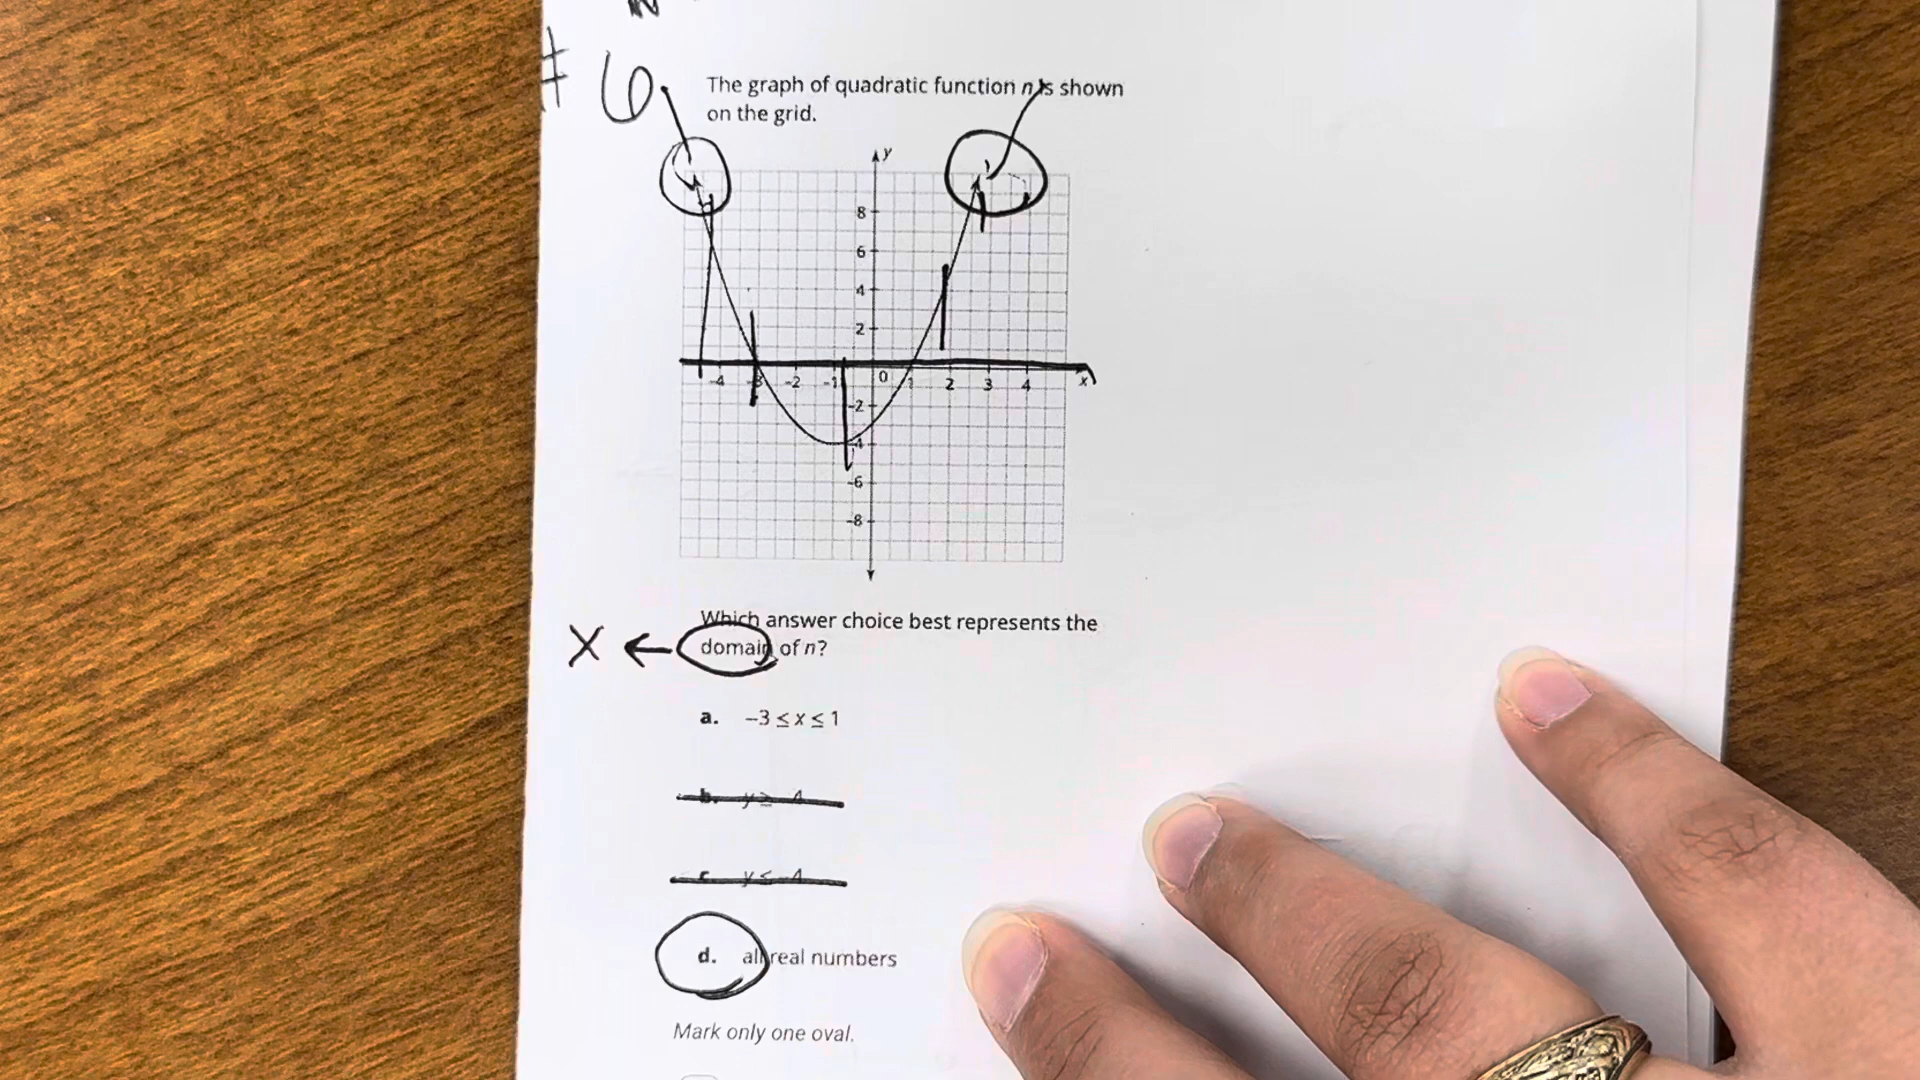 # 6
The graph of quadratic function n is shown
on the grid.
y
8
6
4
2
-4 -3 -2 -1 0 1 2 3 4 x
-2
-4
-6
-8
Which answer choice best represents the
X ← domain of n?
a. -3 ≤ x ≤ 1
b. y ≥ -4
c. y ≤ -4
d. all real numbers
Mark only one oval.